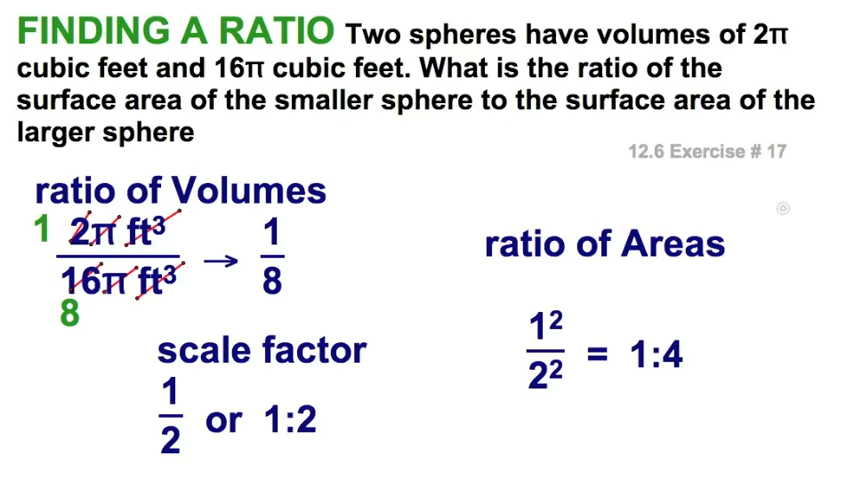 FINDING A RATIO Two spheres have volumes of 2π
cubic feet and 16π cubic feet. What is the ratio of the
surface area of the smaller sphere to the surface area of the
larger sphere
12.6 Exercise # 17
ratio of Volumes
1 2π ft³
16π ft³
8
→
1
8
scale factor
1
2
or 1:2
ratio of Areas
1²
2²
= 1:4